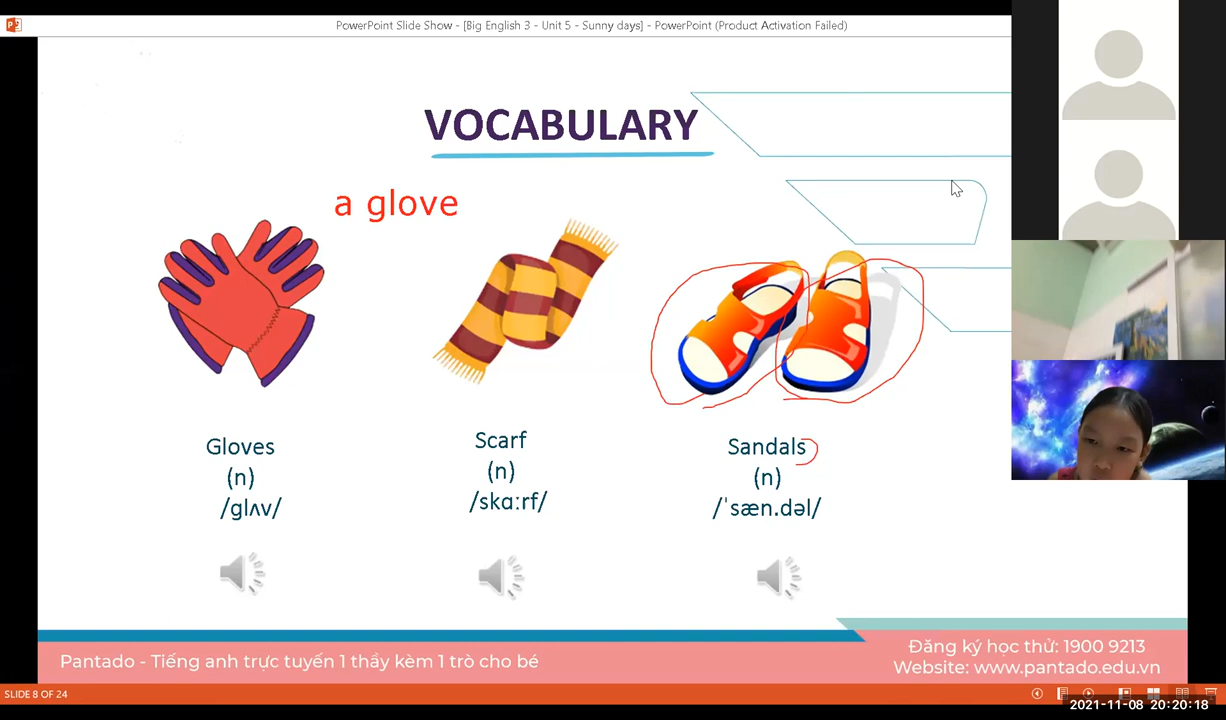 PowerPoint Slide Show - [Big English 3 - Unit 5 - Sunny days] - PowerPoint (Product Activation Failed)
VOCABULARY
a glove
Gloves
(n)
/glʌv/
Scarf
(n)
/skɑːrf/
Sandals
(n)
/ˈsæn.dəl/
Pantado - Tiếng anh trực tuyến 1 thầy kèm 1 trò cho bé
Đăng ký học thử: 1900 9213
Website: www.pantado.edu.vn
SLIDE 8 OF 24
2021-11-08 20:20:18